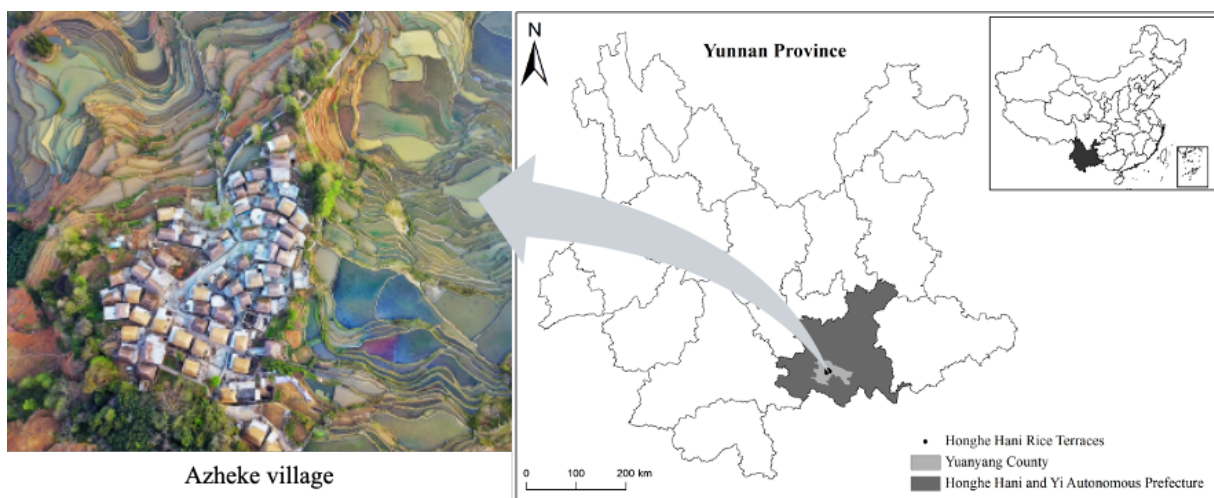 Azheke village
N
Yunnan Province
Honghe Hani Rice Terraces
Yuanyang County
Honghe Hani and Yi Autonomous Prefecture
0 100 200 km